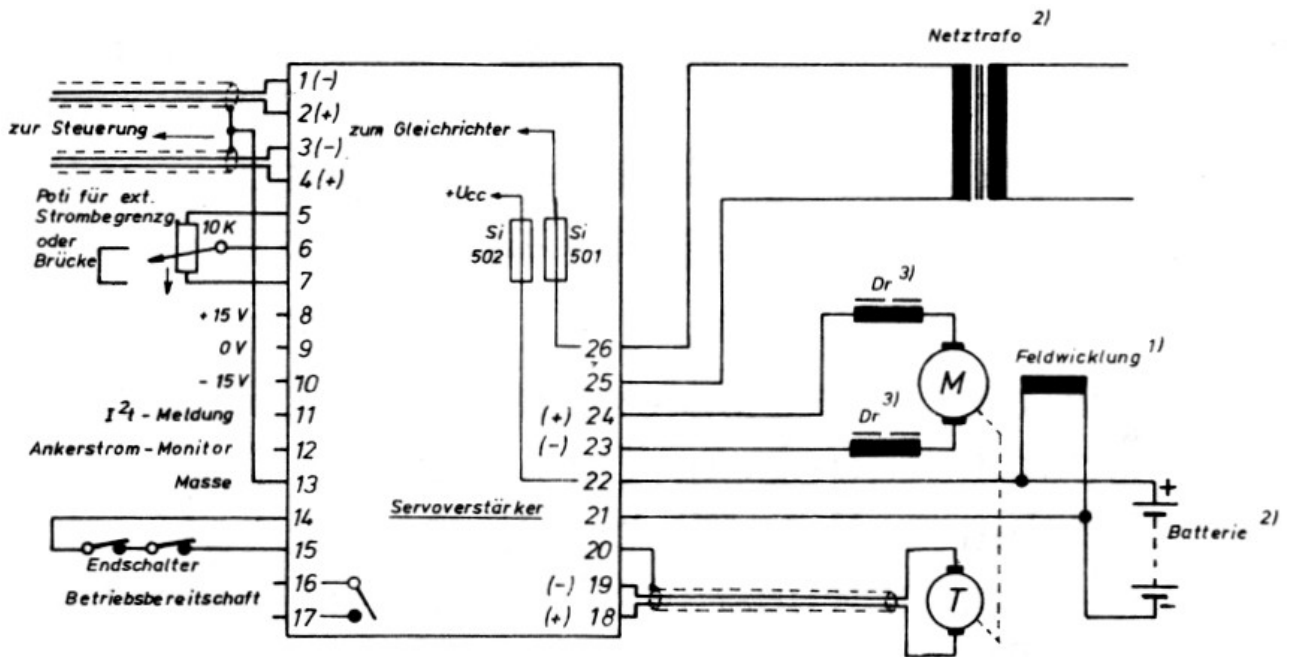 Netztrafo 2)
1 (-)
2 (+)
zur Steuerung
3 (-)
4 (+)
zum Gleichrichter
+Ucc
Si
502
Si
501
Poti für ext.
Strombegrenzg.
10K
oder
Brücke
5
6
7
+15 V
8
0 V
9
-15 V
10
I²t-Meldung
11
Ankerstrom-Monitor
12
Masse
13
14
15
Endschalter
16
Betriebsbereitschaft
17
Servoverstärker
26
25
(+) 24
(-) 23
22
21
20
(-) 19
(+) 18
Dr 3)
M
Dr 3)
Feldwicklung 1)
+
Batterie 2)
-
T